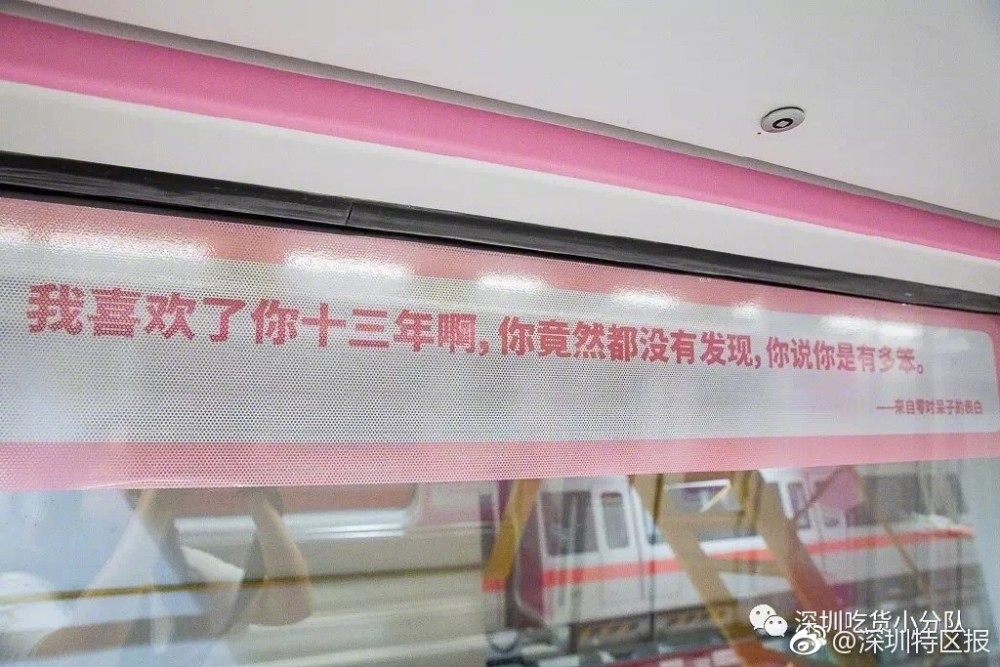 我喜欢了你十三年啊,你竟然都没有发现,你说你是有多笨。
——来自零时呆子的表白
深圳吃货小分队
@深圳特区报